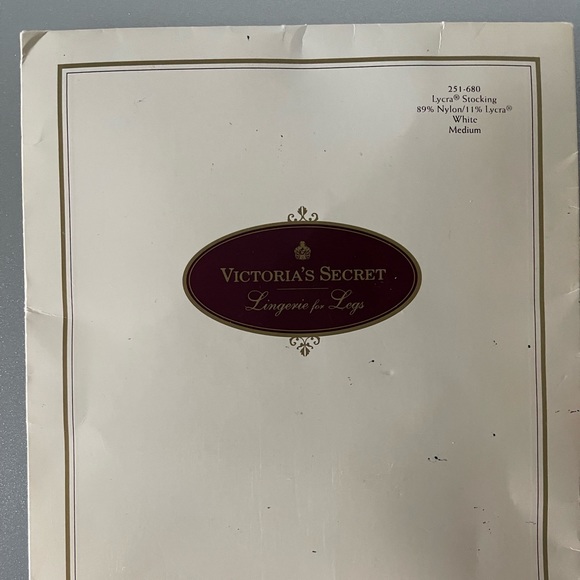 251-680
Lycra® Stocking
89% Nylon/11% Lycra®
White
Medium
VICTORIA'S SECRET
Lingerie for Legs